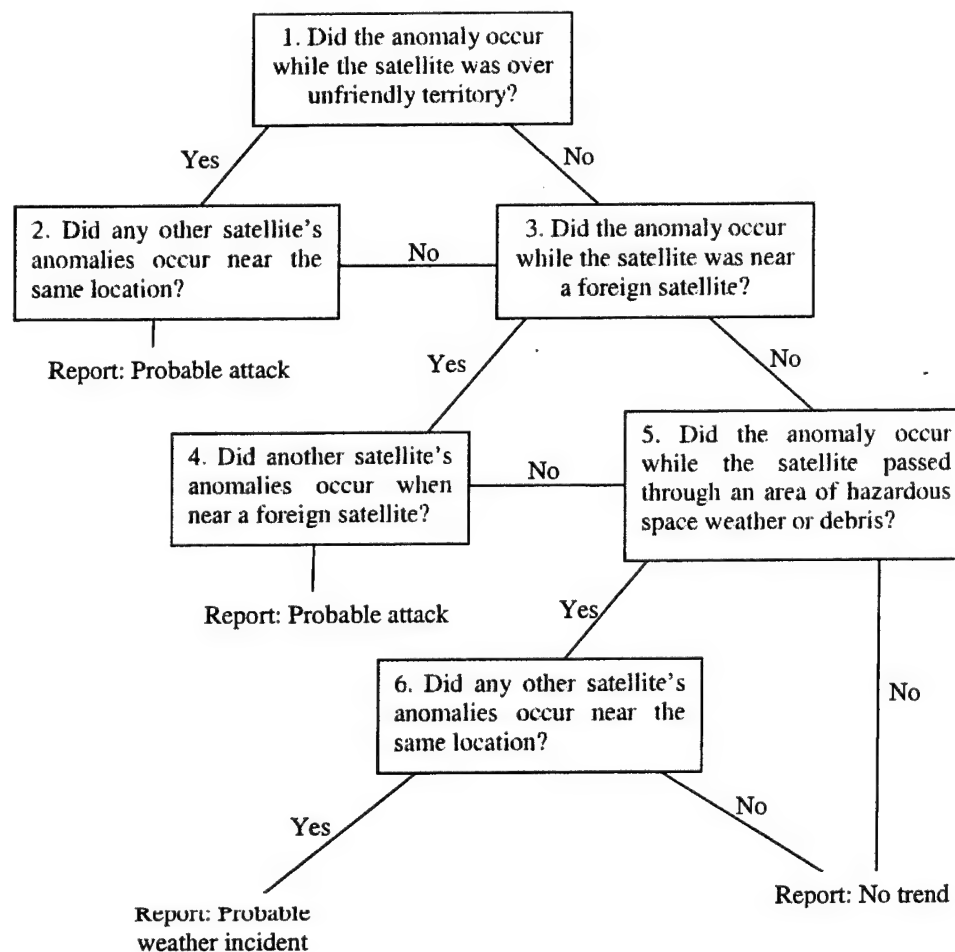 1. Did the anomaly occur
while the satellite was over
unfriendly territory?
Yes
No
2. Did any other satellite's
anomalies occur near the
same location?
No
3. Did the anomaly occur
while the satellite was near
a foreign satellite?
Report: Probable attack
Yes
No
4. Did another satellite's
anomalies occur when
near a foreign satellite?
No
5. Did the anomaly occur
while the satellite passed
through an area of hazardous
space weather or debris?
Report: Probable attack
Yes
6. Did any other satellite's
anomalies occur near the
same location?
No
Yes
No
Report: No trend
Report: Probable
weather incident